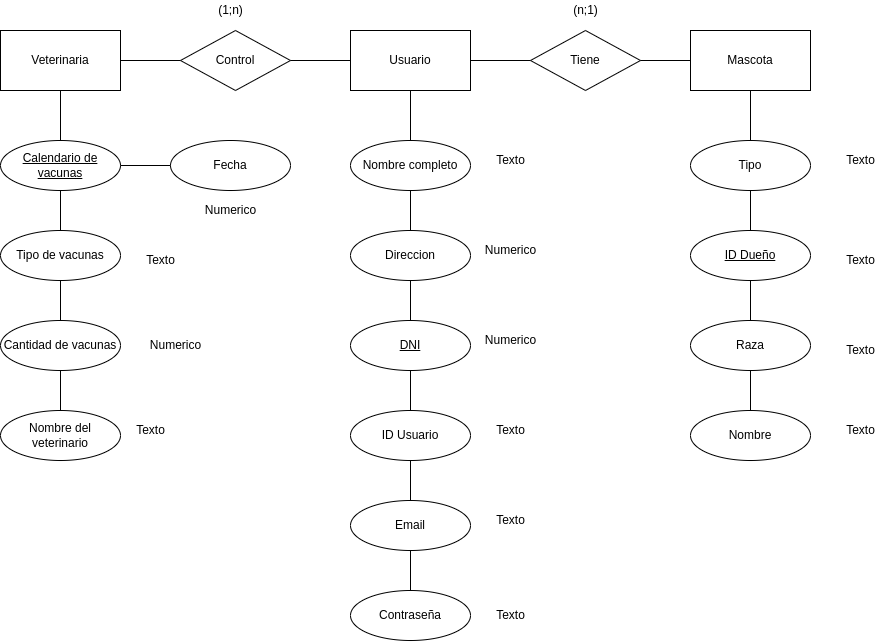 (1;n)
(n;1)
Veterinaria
Control
Usuario
Tiene
Mascota
Calendario de
vacunas
Fecha
Nombre completo
Texto
Tipo
Texto
Numerico
Tipo de vacunas
Texto
Direccion
Numerico
ID Dueño
Texto
Cantidad de vacunas
Numerico
DNI
Numerico
Raza
Texto
Nombre del
veterinario
Texto
ID Usuario
Texto
Nombre
Texto
Email
Texto
Contraseña
Texto